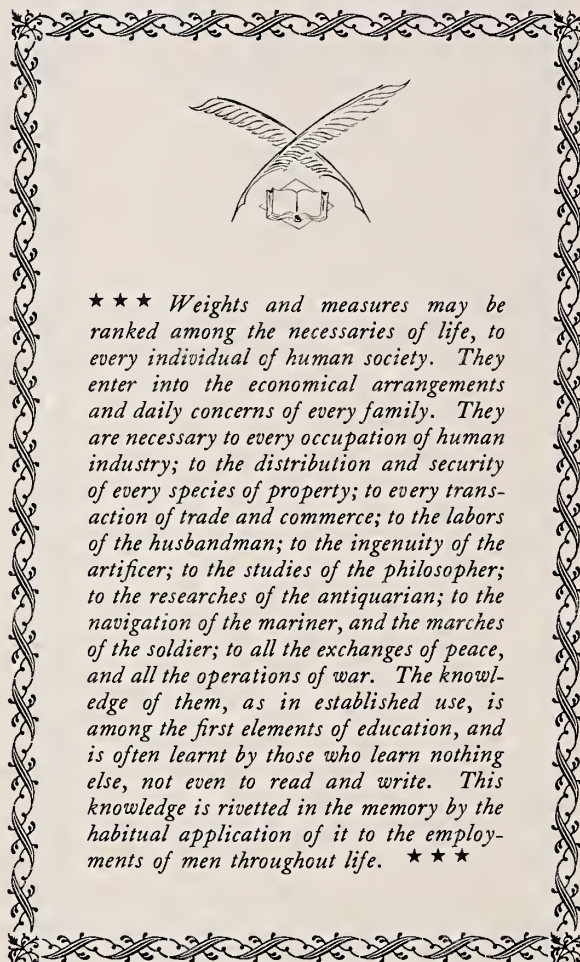 ★ ★ ★ Weights and measures may be
ranked among the necessaries of life, to
every individual of human society. They
enter into the economical arrangements
and daily concerns of every family. They
are necessary to every occupation of human
industry; to the distribution and security
of every species of property; to every trans-
action of trade and commerce; to the labors
of the husbandman; to the ingenuity of the
artificer; to the studies of the philosopher;
to the researches of the antiquarian; to the
navigation of the mariner, and the marches
of the soldier; to all the exchanges of peace,
and all the operations of war. The knowl-
edge of them, as in established use, is
among the first elements of education, and
is often learnt by those who learn nothing
else, not even to read and write. This
knowledge is rivetted in the memory by the
habitual application of it to the employ-
ments of men throughout life. ★ ★ ★